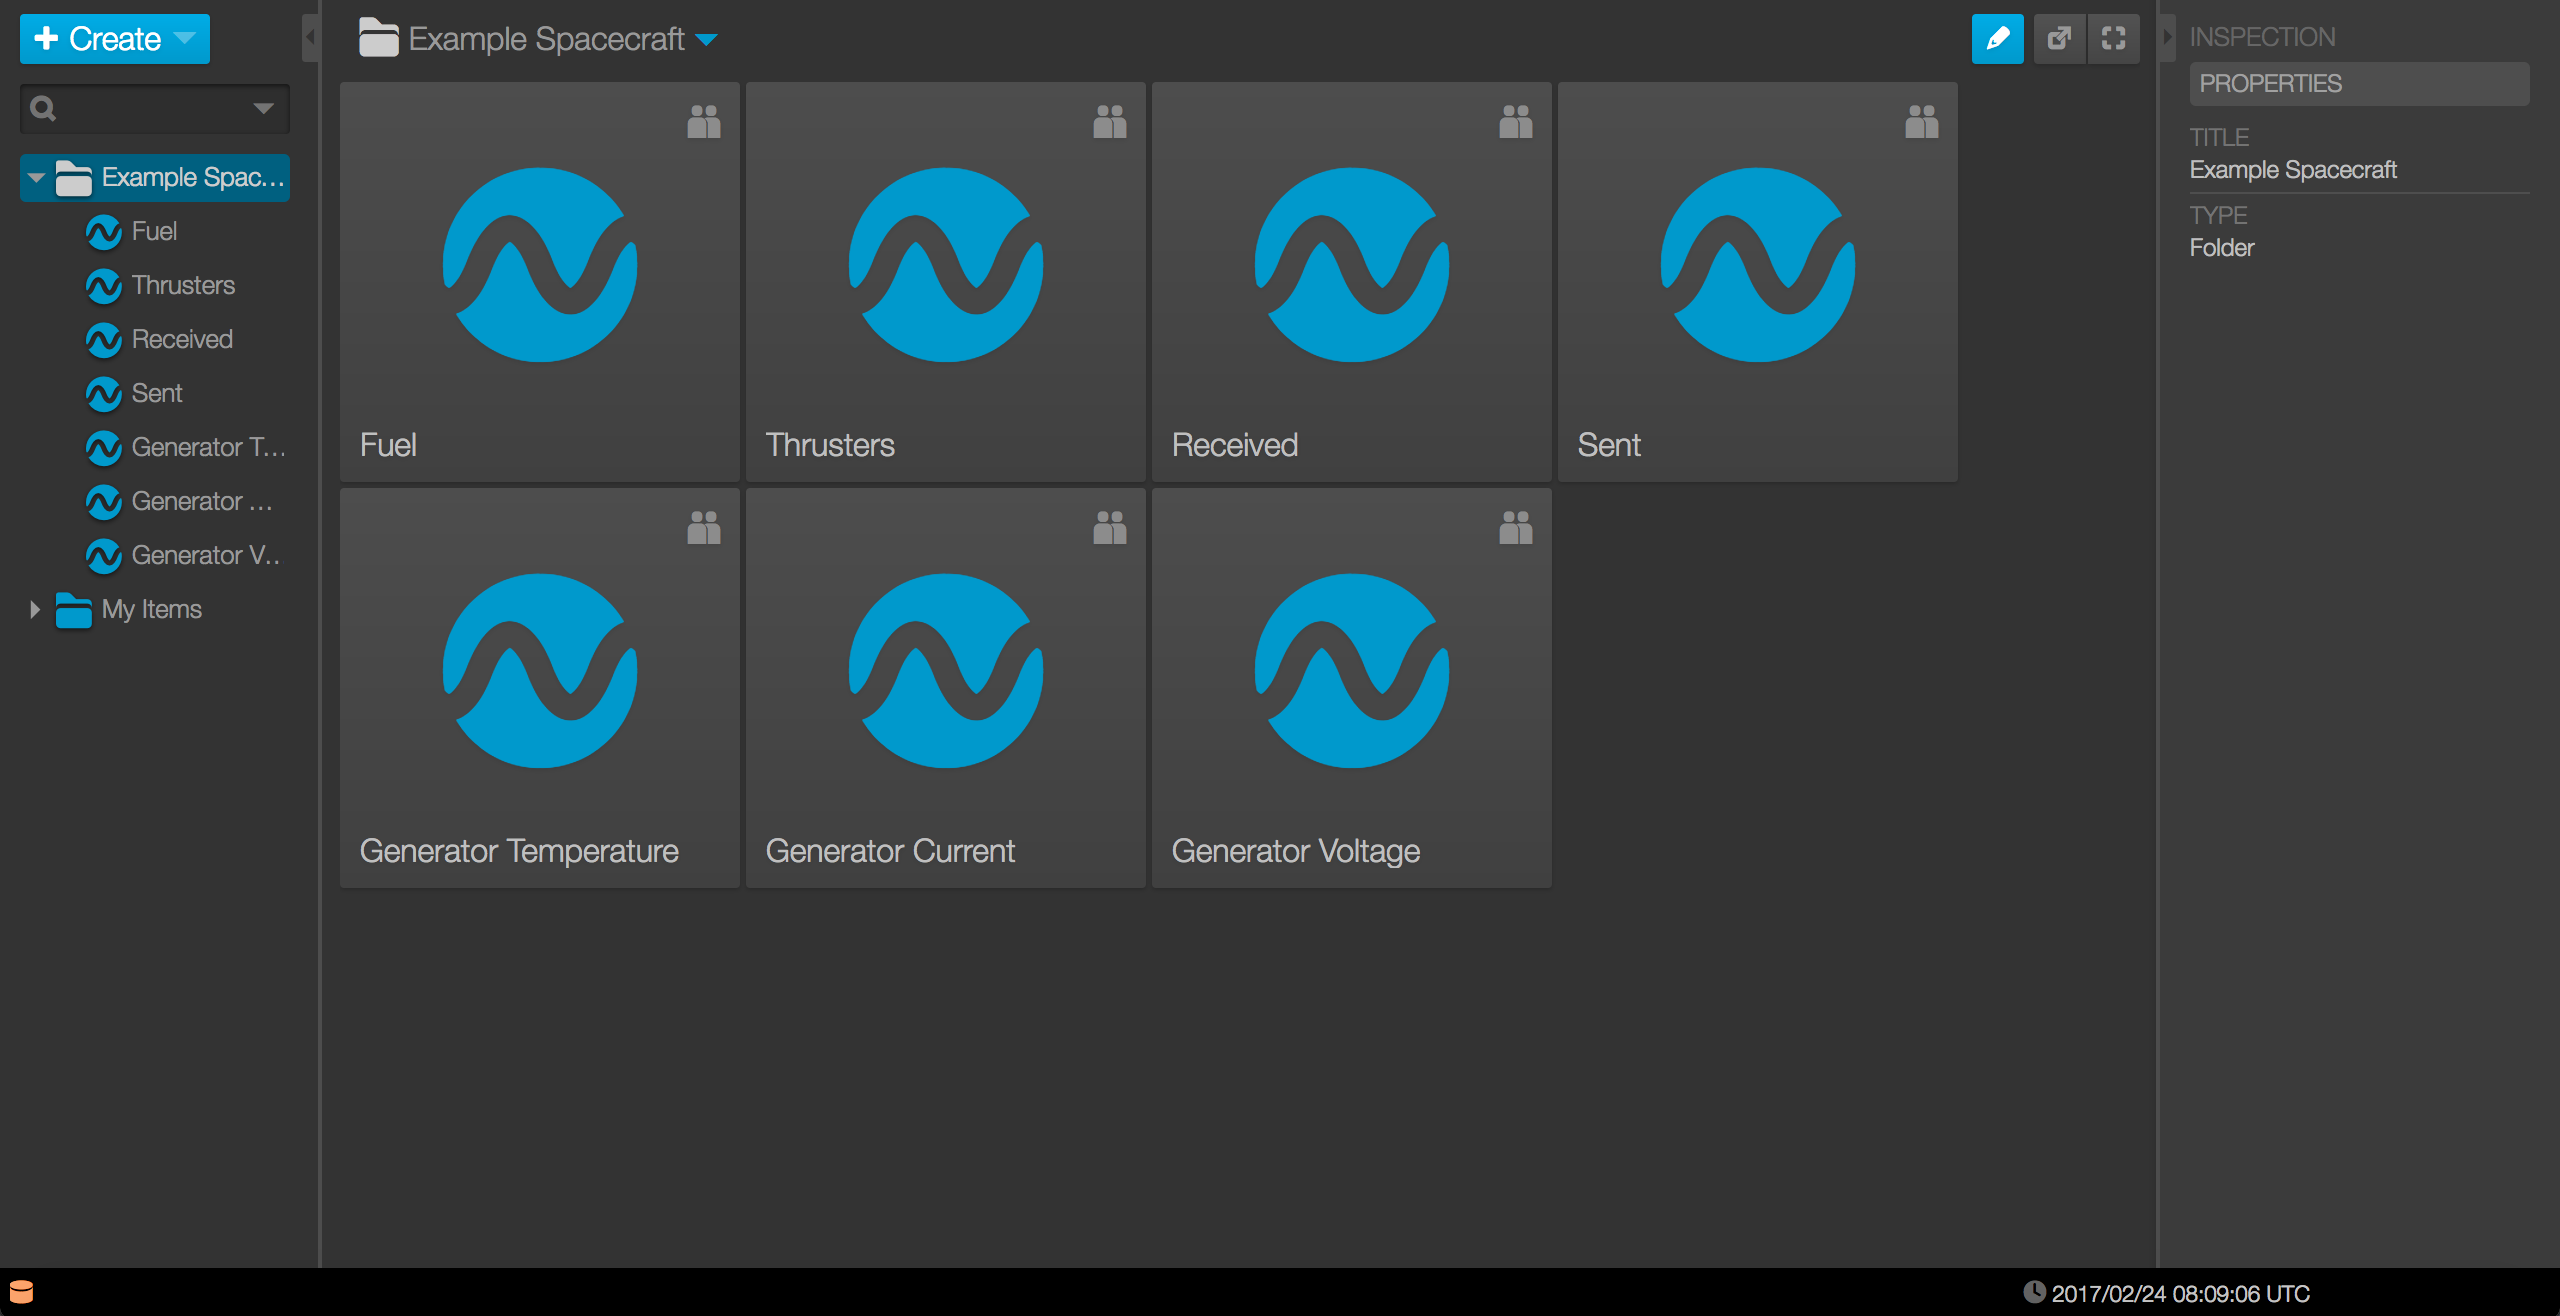 Create
Example Spac...
Fuel
Thrusters
Received
Sent
Generator T...
Generator ...
Generator V...
My Items
Example Spacecraft
Fuel
Thrusters
Received
Sent
Generator Temperature
Generator Current
Generator Voltage
INSPECTION
PROPERTIES
TITLE
Example Spacecraft
TYPE
Folder
2017/02/24 08:09:06 UTC